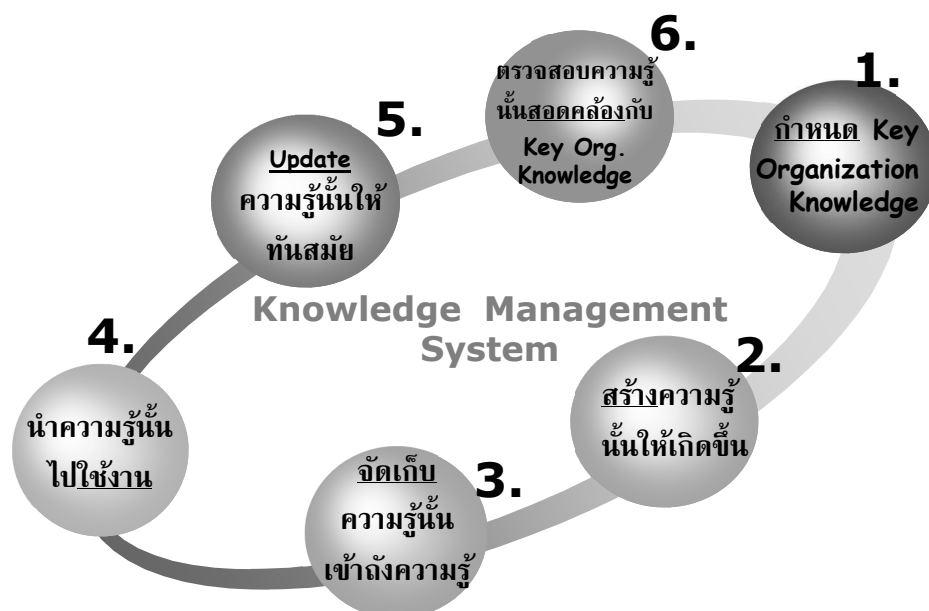 6.
ตรวจสอบความรู้
นั้นสอดคล้องกับ
Key Org.
Knowledge
1.
กำหนด Key
Organization
Knowledge
5.
Update
ความรู้นั้นให้
ทันสมัย
Knowledge Management
System
4.
นำความรู้นั้น
ไปใช้งาน
2.
สร้างความรู้
นั้นให้เกิดขึ้น
3.
จัดเก็บ
ความรู้นั้น
เข้าถังความรู้